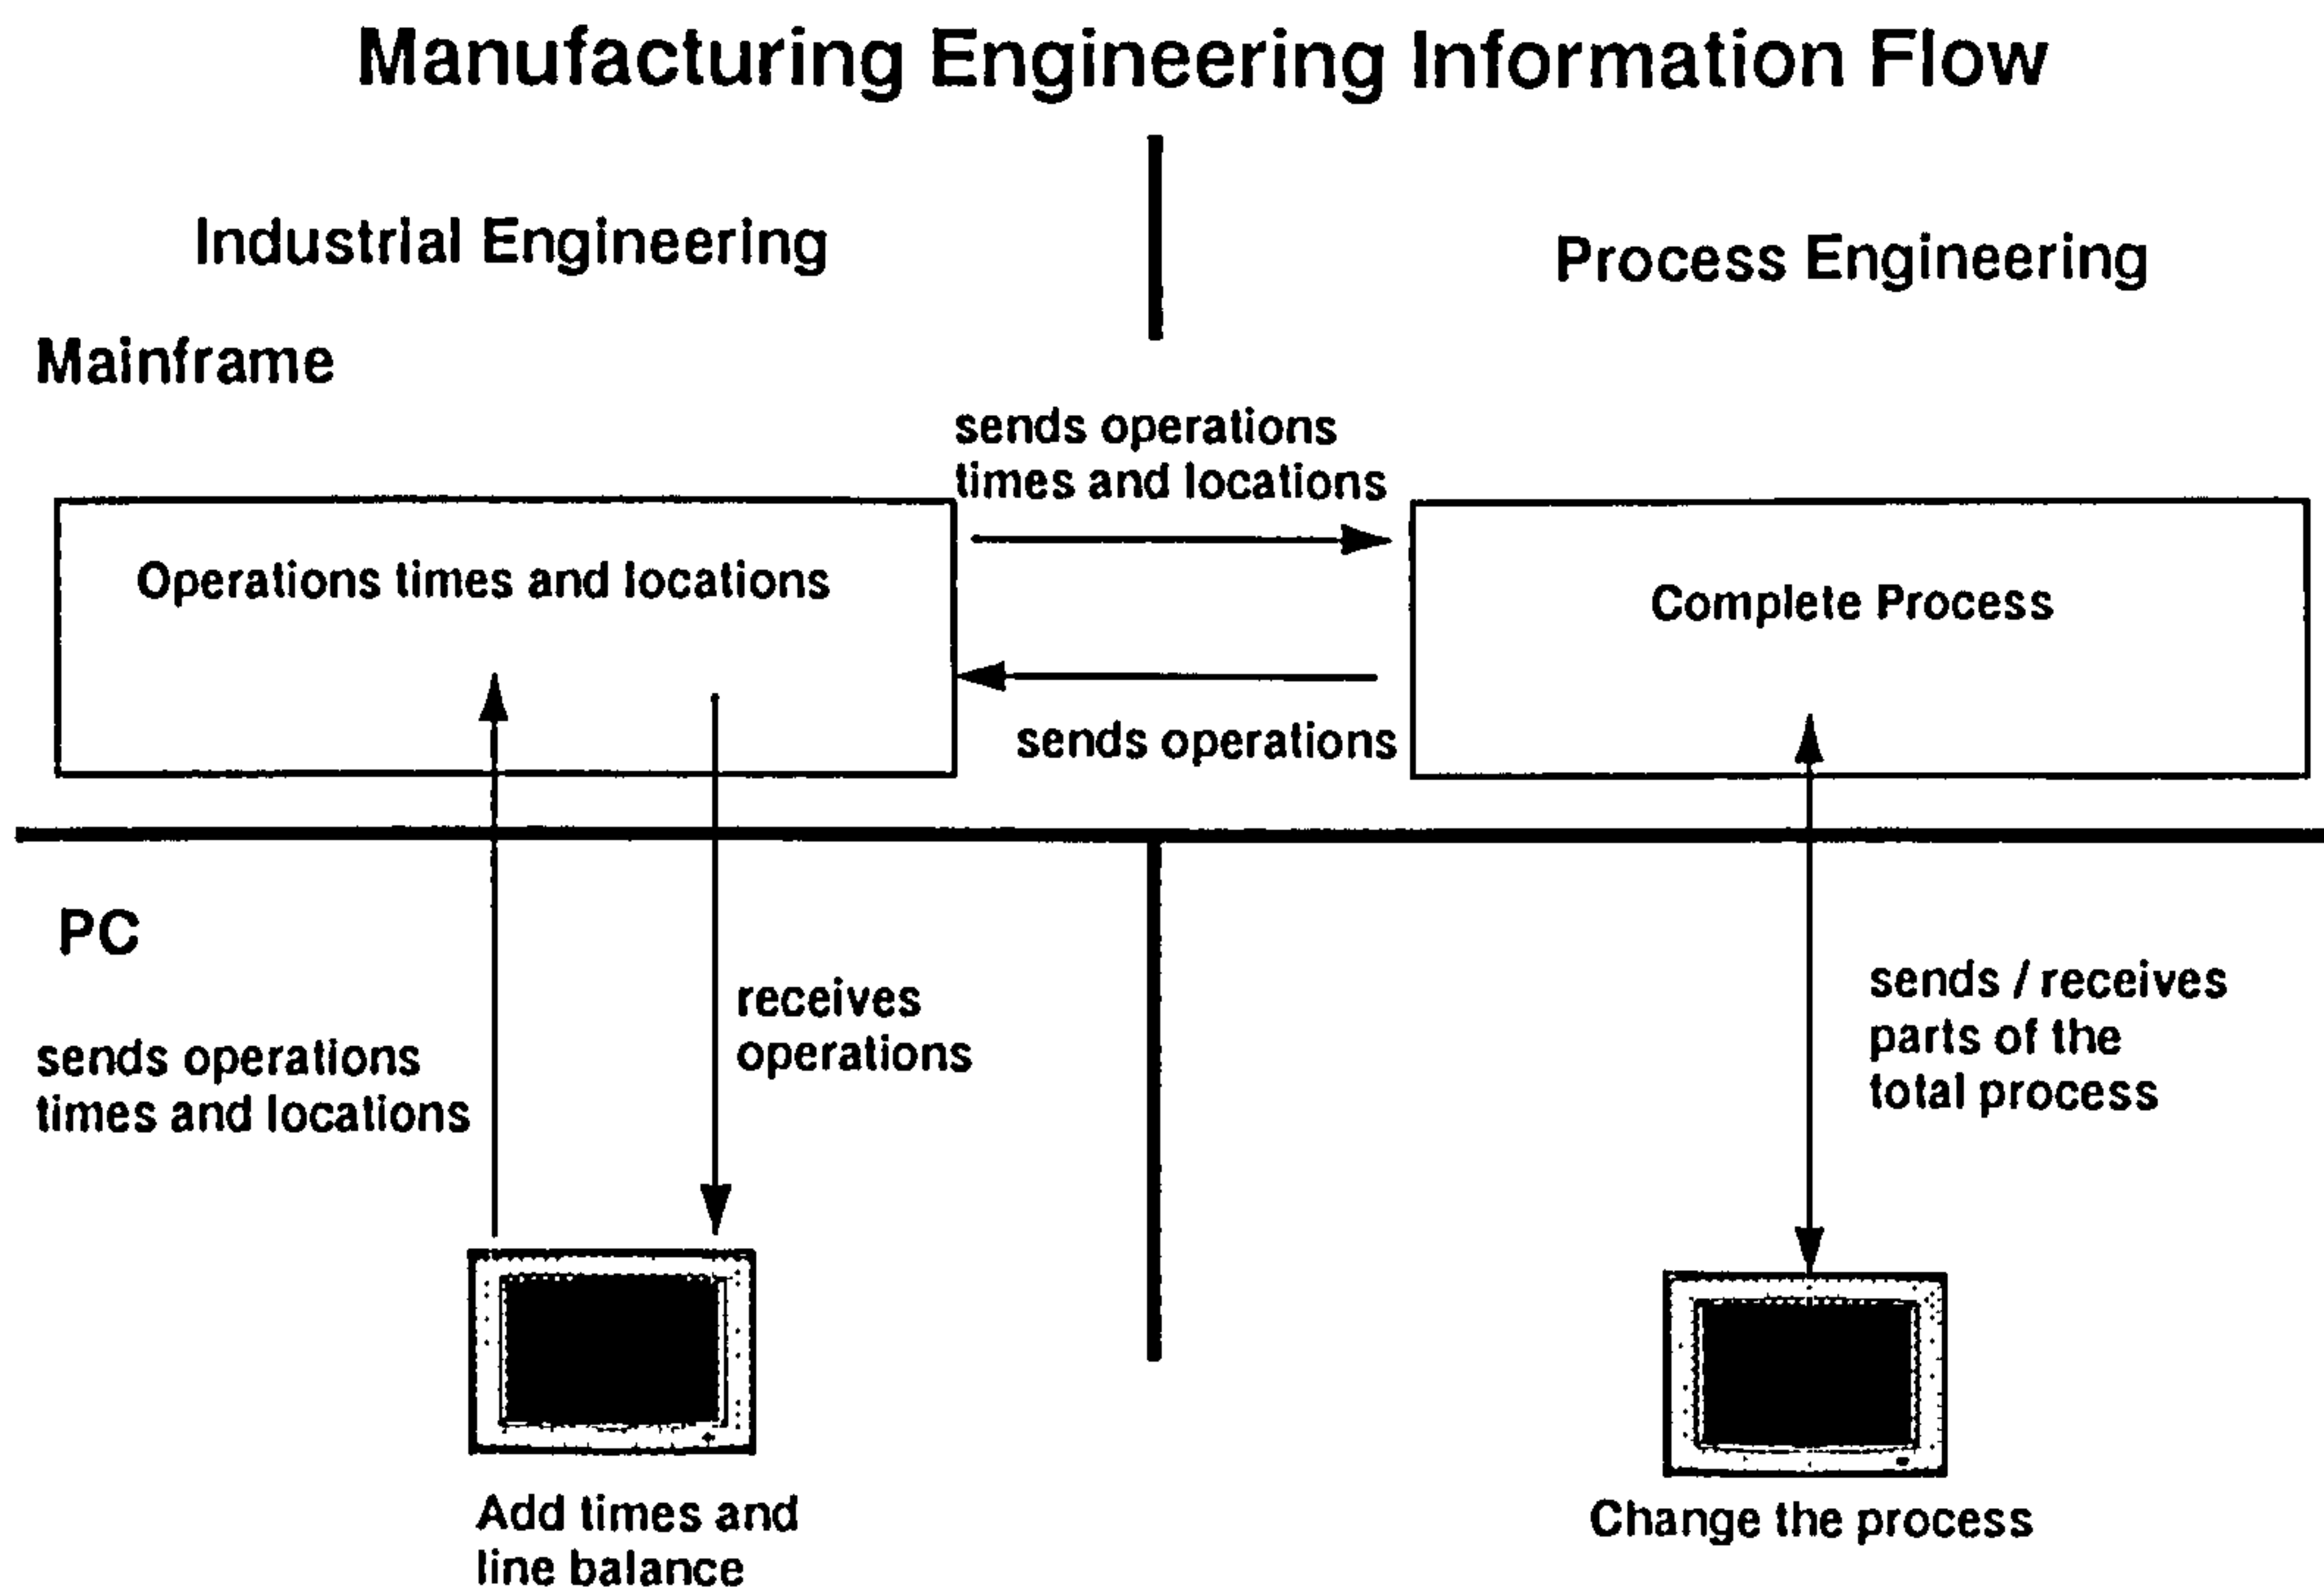 Manufacturing Engineering Information Flow
Industrial Engineering
Process Engineering
Mainframe
sends operations
times and locations
Operations times and locations
Complete Process
sends operations
PC
receives
operations
sends operations
times and locations
sends / receives
parts of the
total process
Add times and
line balance
Change the process